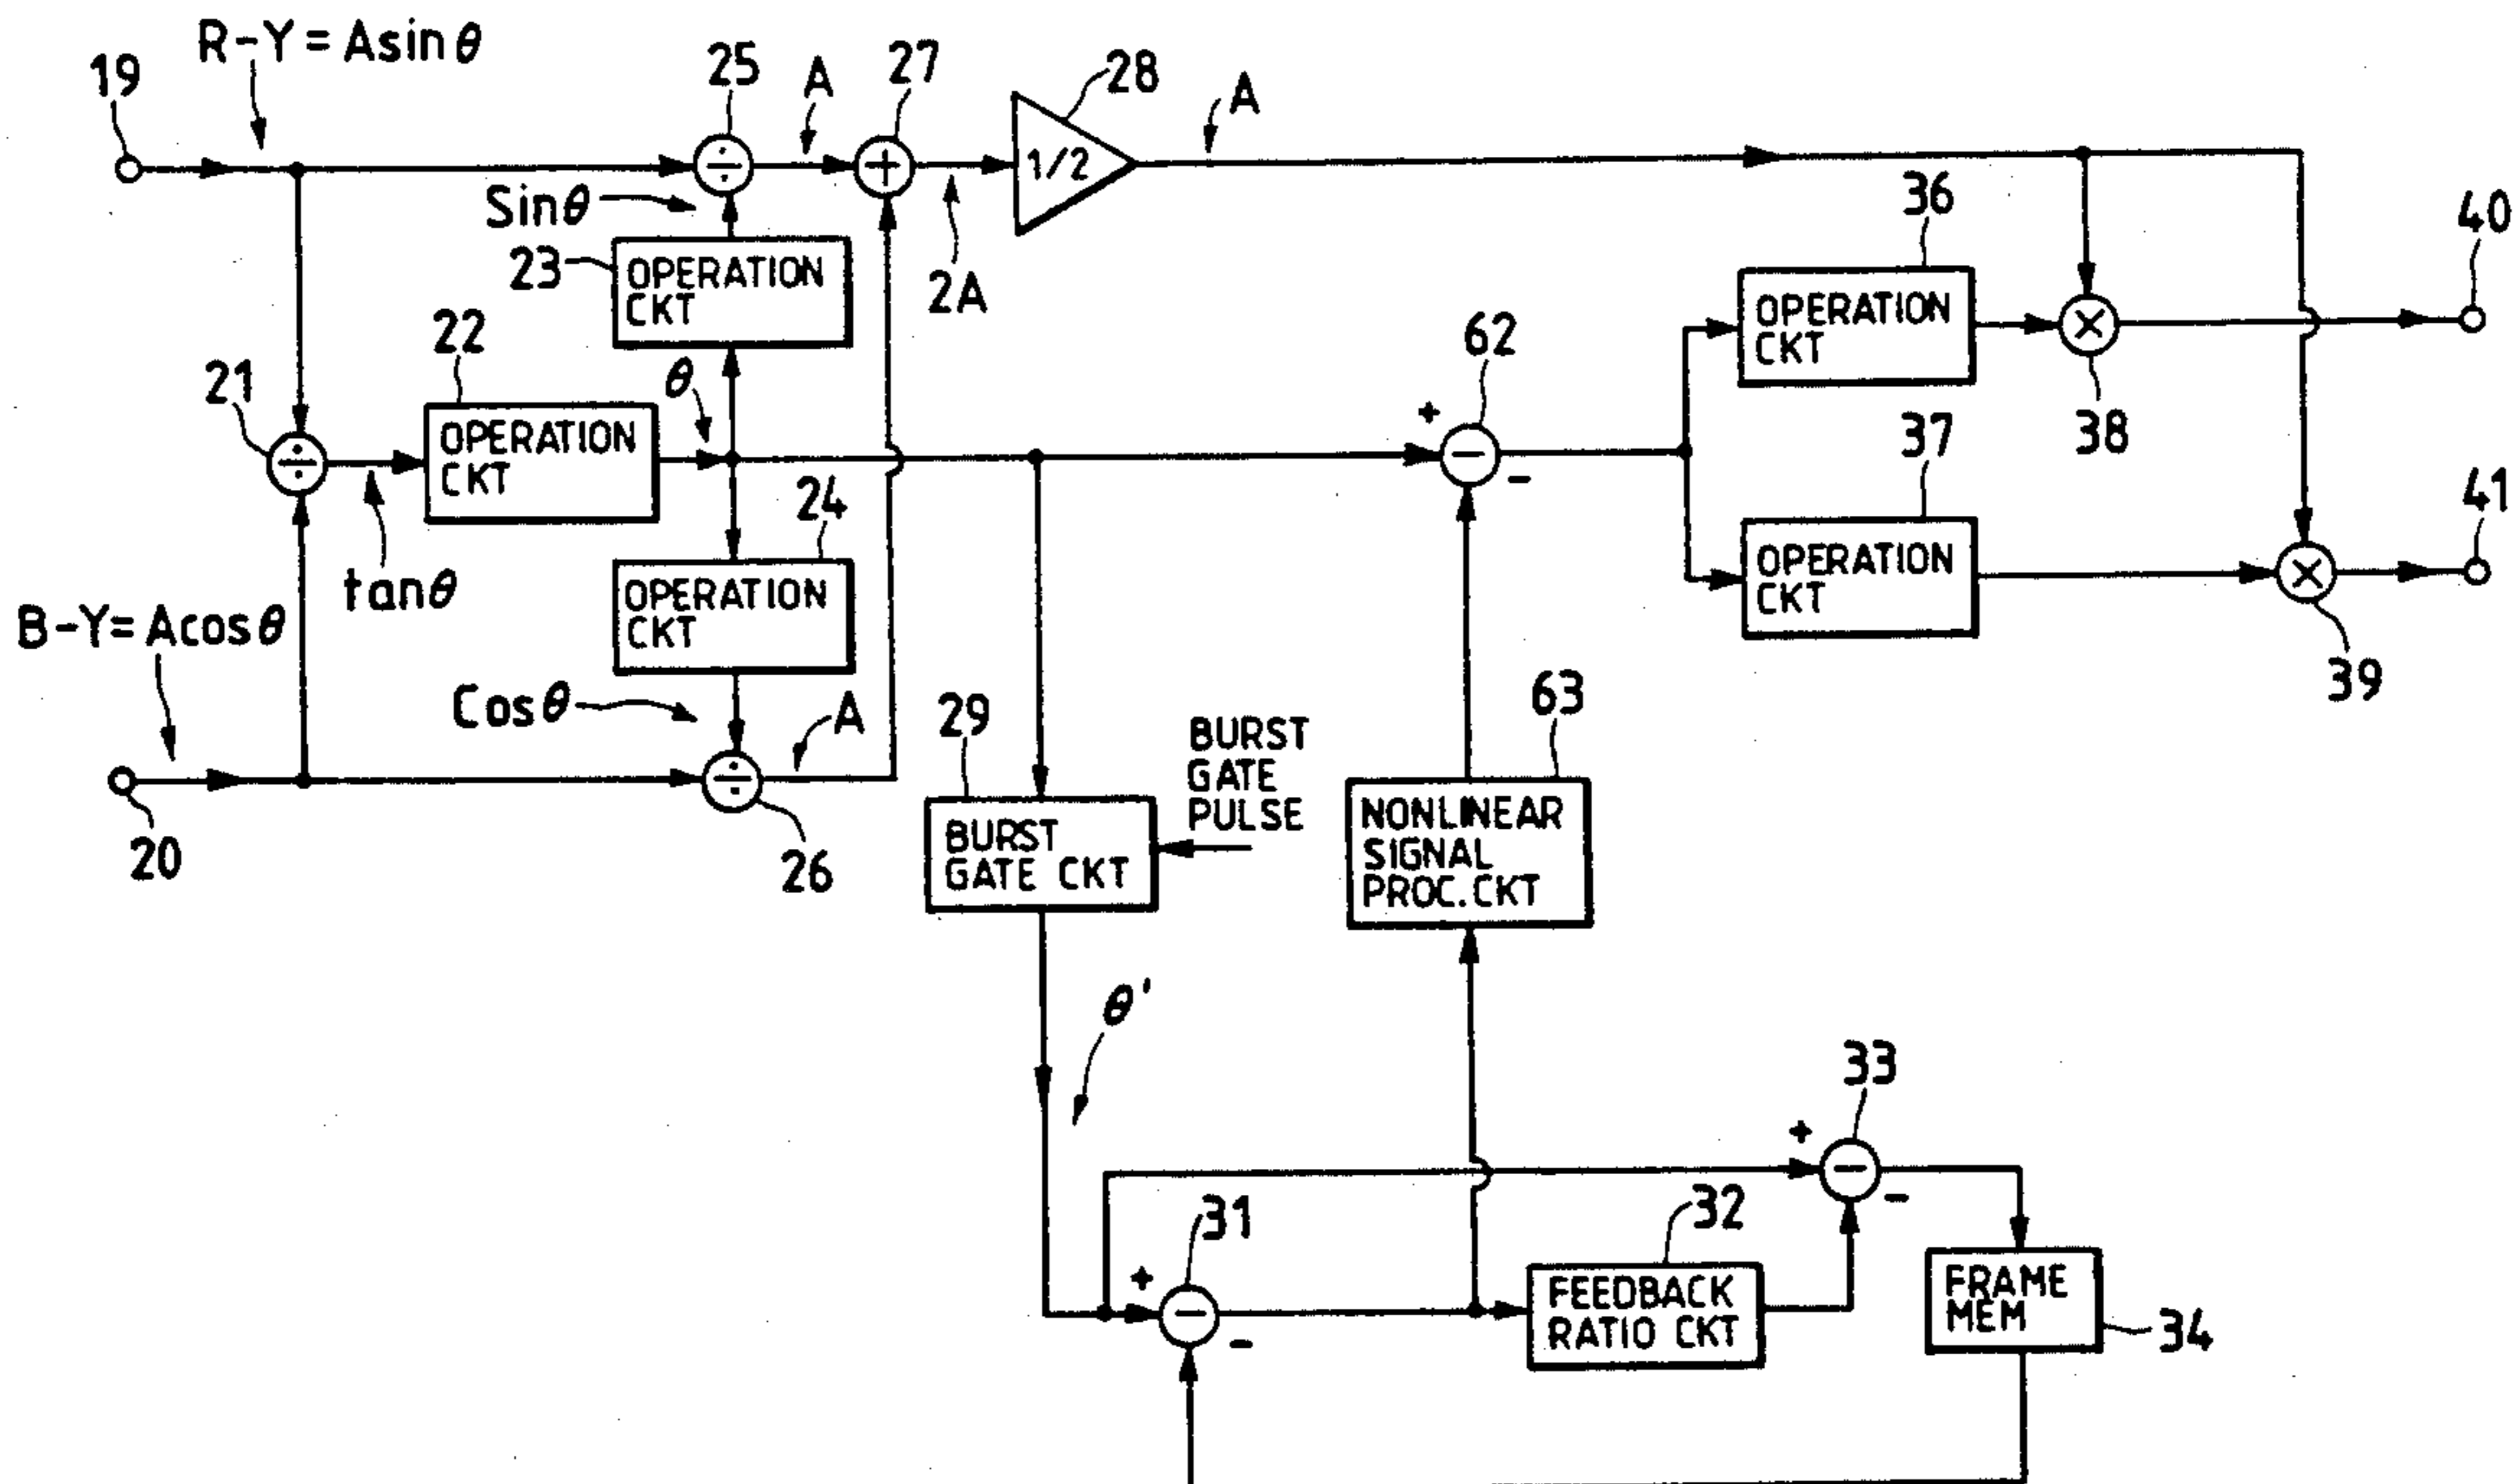 R-Y=Asinθ
19
25
A
27
28
A
÷
+
1/2
Sinθ
36
40
23
OPERATION
CKT
2A
OPERATION
CKT
×
22
62
21
θ
+
38
37
OPERATION
CKT
÷
−
-
24
41
tanθ
OPERATION
CKT
OPERATION
CKT
×
B-Y=Acosθ
39
Cosθ
A
29
BURST
GATE
PULSE
63
÷
20
26
BURST
GATE CKT
NONLINEAR
SIGNAL
PROC.CKT
θ'
33
+
−
-
31
32
+
−
-
FEEDBACK
RATIO CKT
FRAME
MEM
34